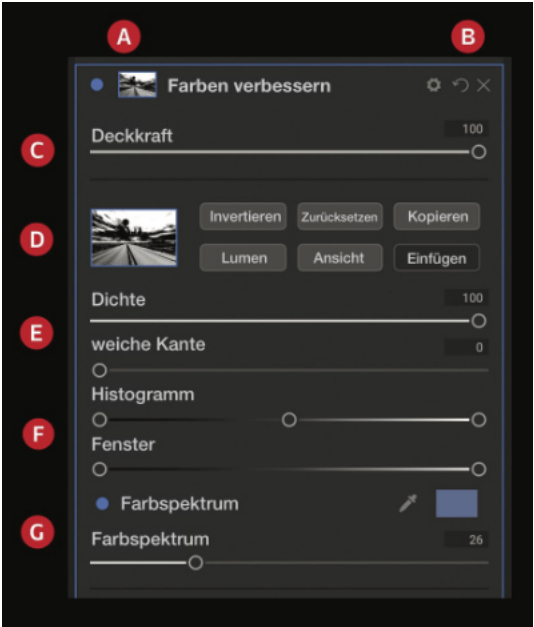 A
B
Farben verbessern
C
Deckkraft 100
D
Invertieren Zurücksetzen Kopieren
Lumen Ansicht Einfügen
Dichte 100
E
weiche Kante 0
Histogramm
F
Fenster
Farbspektrum
G
Farbspektrum 26